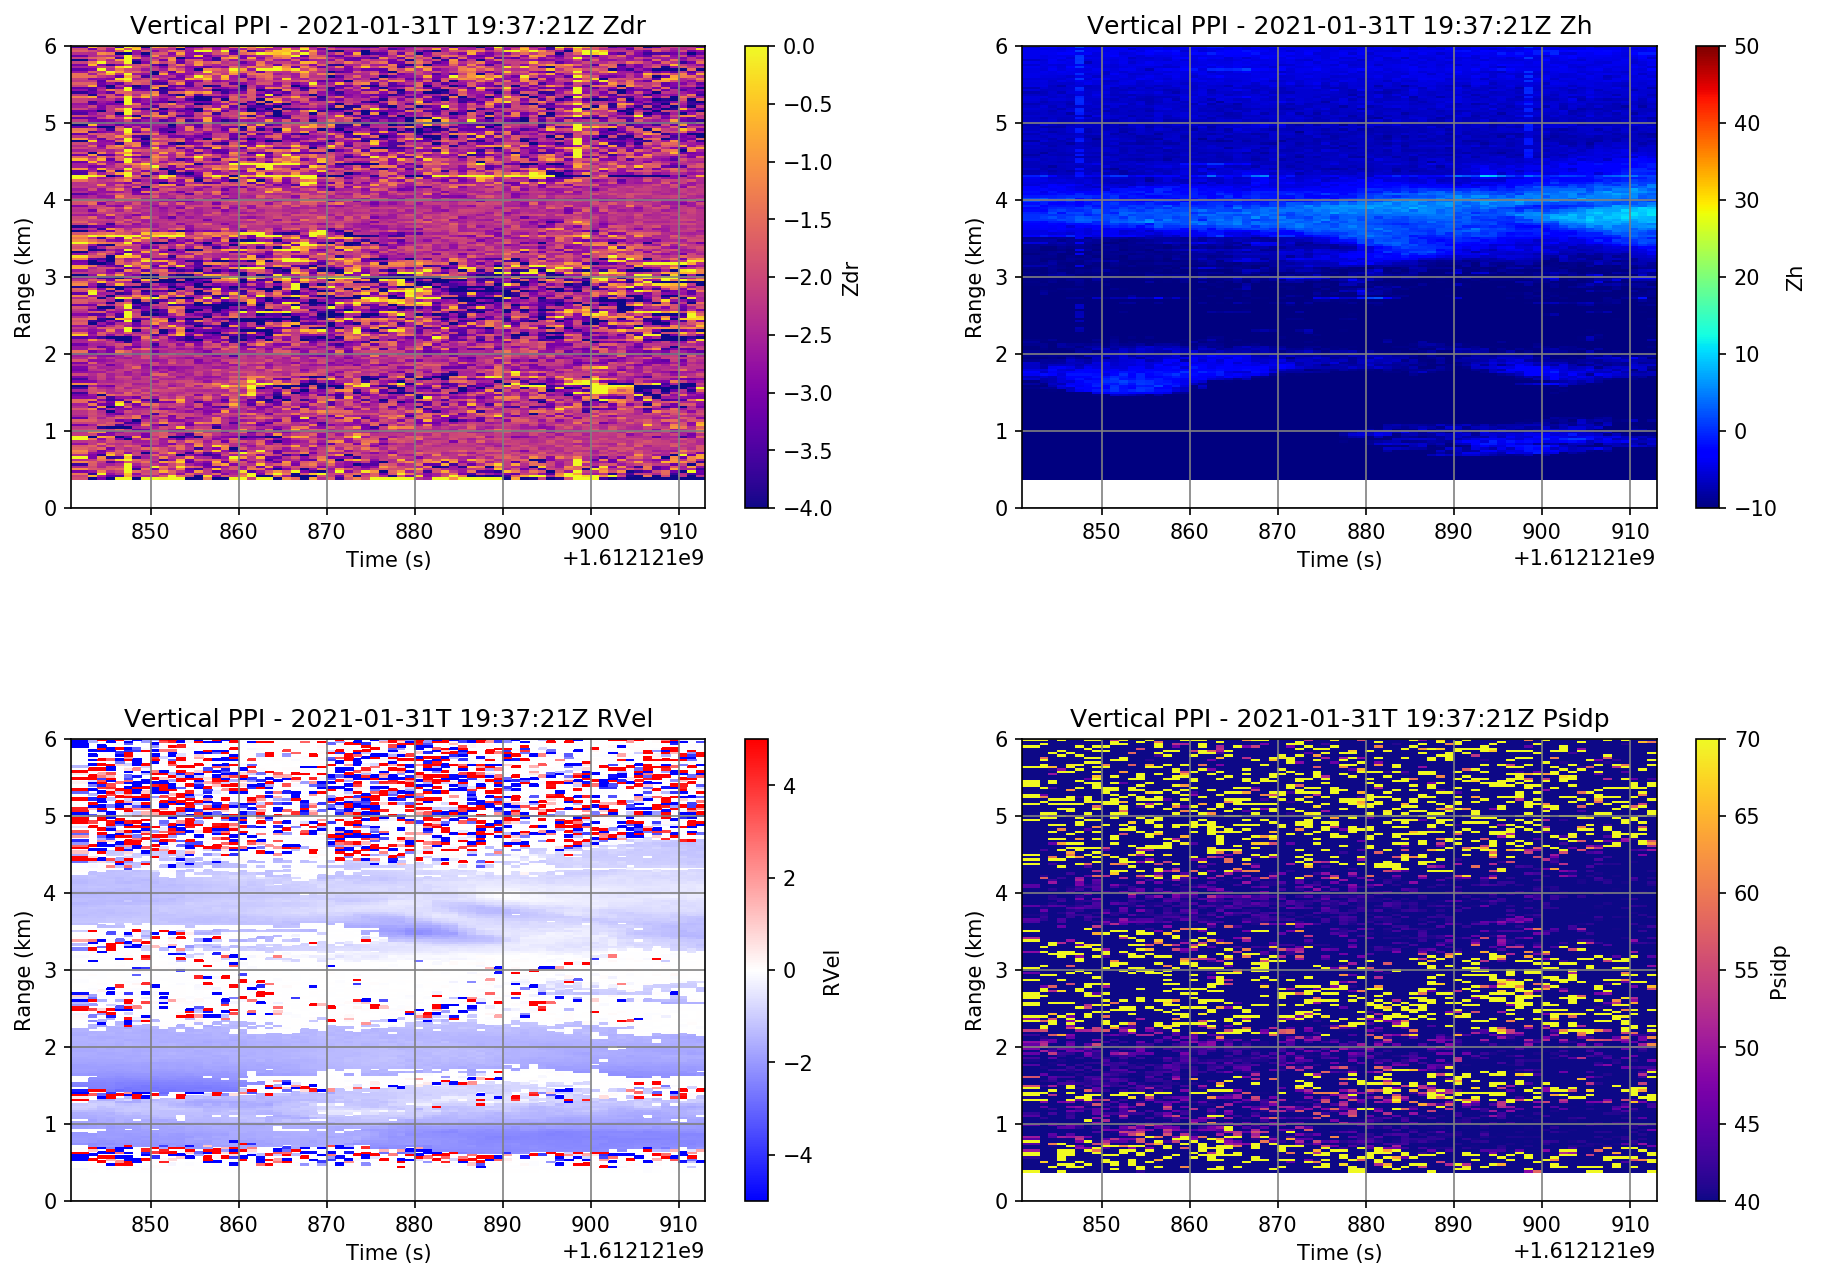 Vertical PPI - 2021-01-31T 19:37:21Z Zdr
6
5
4
3
2
1
0
Range (km)
850 860 870 880 890 900 910
Time (s)
+1.612121e9
0.0
−0.5
−1.0
−1.5
−2.0
−2.5
−3.0
−3.5
−4.0
Zdr
Vertical PPI - 2021-01-31T 19:37:21Z Zh
6
5
4
3
2
1
0
Range (km)
850 860 870 880 890 900 910
Time (s)
+1.612121e9
50
40
30
20
10
0
−10
Zh
Vertical PPI - 2021-01-31T 19:37:21Z RVel
6
5
4
3
2
1
0
Range (km)
850 860 870 880 890 900 910
Time (s)
+1.612121e9
4
2
0
−2
−4
RVel
Vertical PPI - 2021-01-31T 19:37:21Z Psidp
6
5
4
3
2
1
0
Range (km)
850 860 870 880 890 900 910
Time (s)
+1.612121e9
70
65
60
55
50
45
40
Psidp